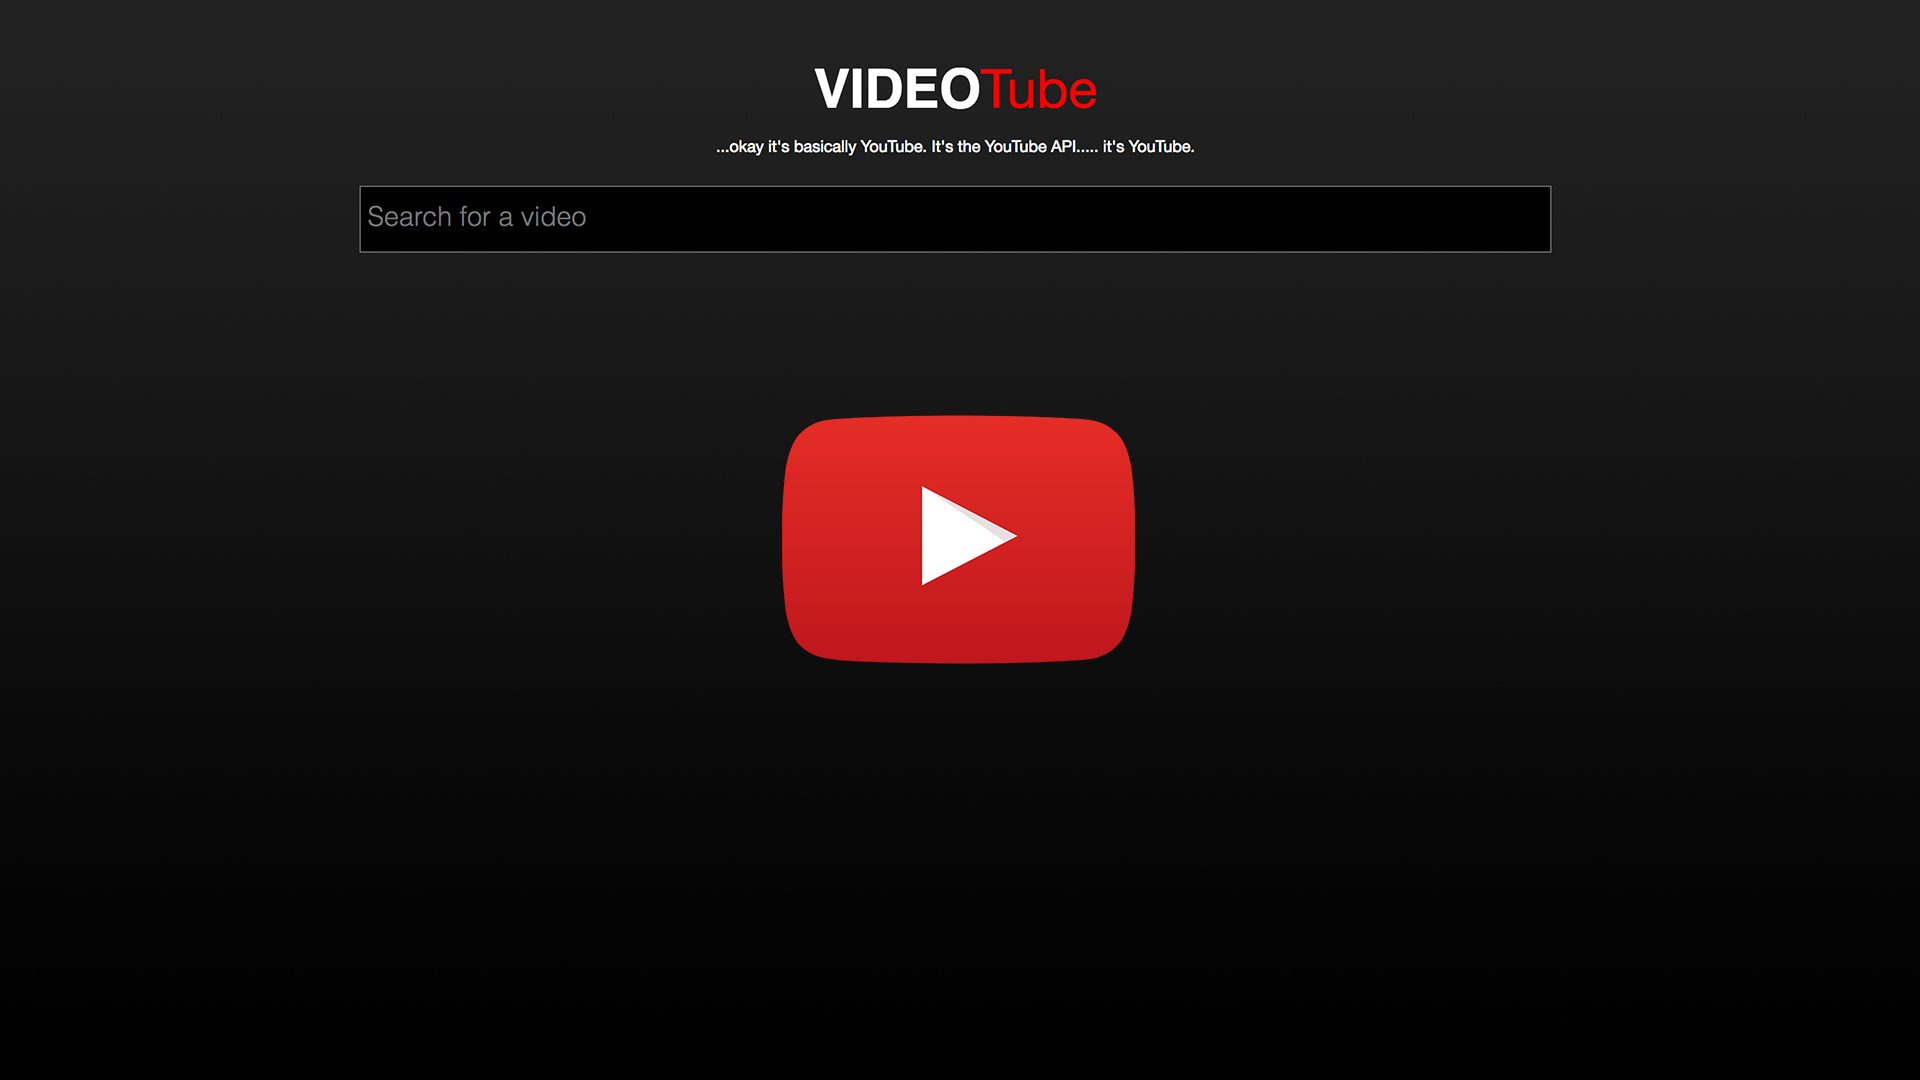 VIDEOTube
...okay it's basically YouTube. It's the YouTube API..... it's YouTube.
Search for a video